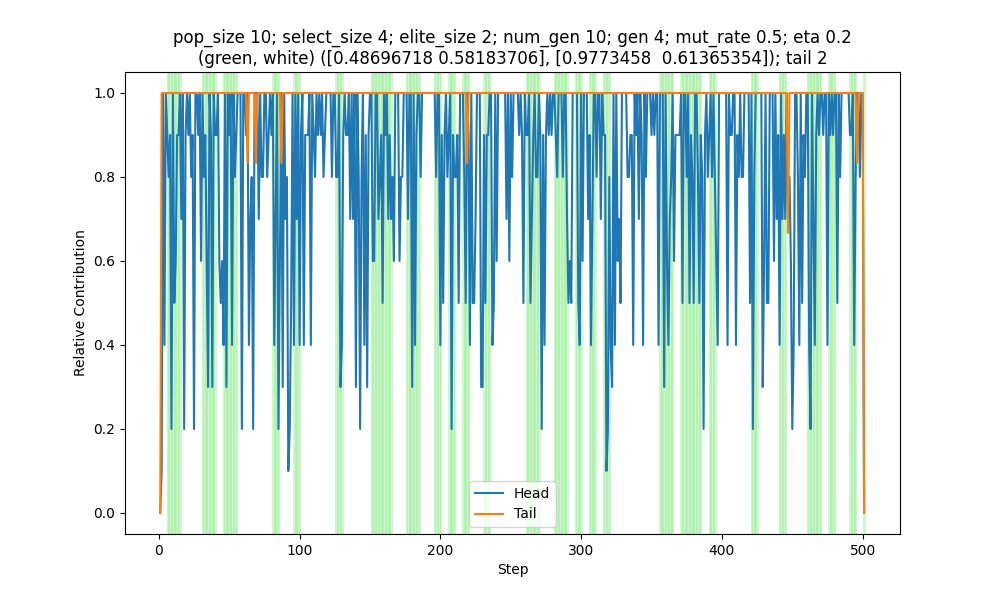 pop_size 10; select_size 4; elite_size 2; num_gen 10; gen 4; mut_rate 0.5; eta 0.2
(green, white) ([0.48696718 0.58183706], [0.9773458  0.61365354]); tail 2
1.0
0.8
0.6
0.4
0.2
0.0
Relative Contribution
Head
Tail
0
100
200
300
400
500
Step